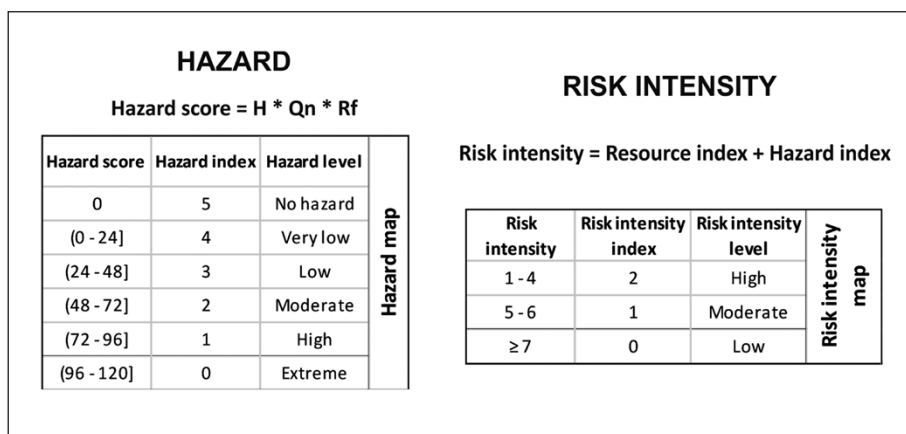 HAZARD
Hazard score = H * Qn * Rf
Hazard score Hazard index Hazard level
0 5 No hazard
(0 - 24] 4 Very low
(24 - 48] 3 Low
(48 - 72] 2 Moderate
(72 - 96] 1 High
(96 - 120] 0 Extreme
Hazard map
RISK INTENSITY
Risk intensity = Resource index + Hazard index
Risk intensity Risk intensity index Risk intensity level
1 - 4 2 High
5 - 6 1 Moderate
≥ 7 0 Low
Risk intensity map